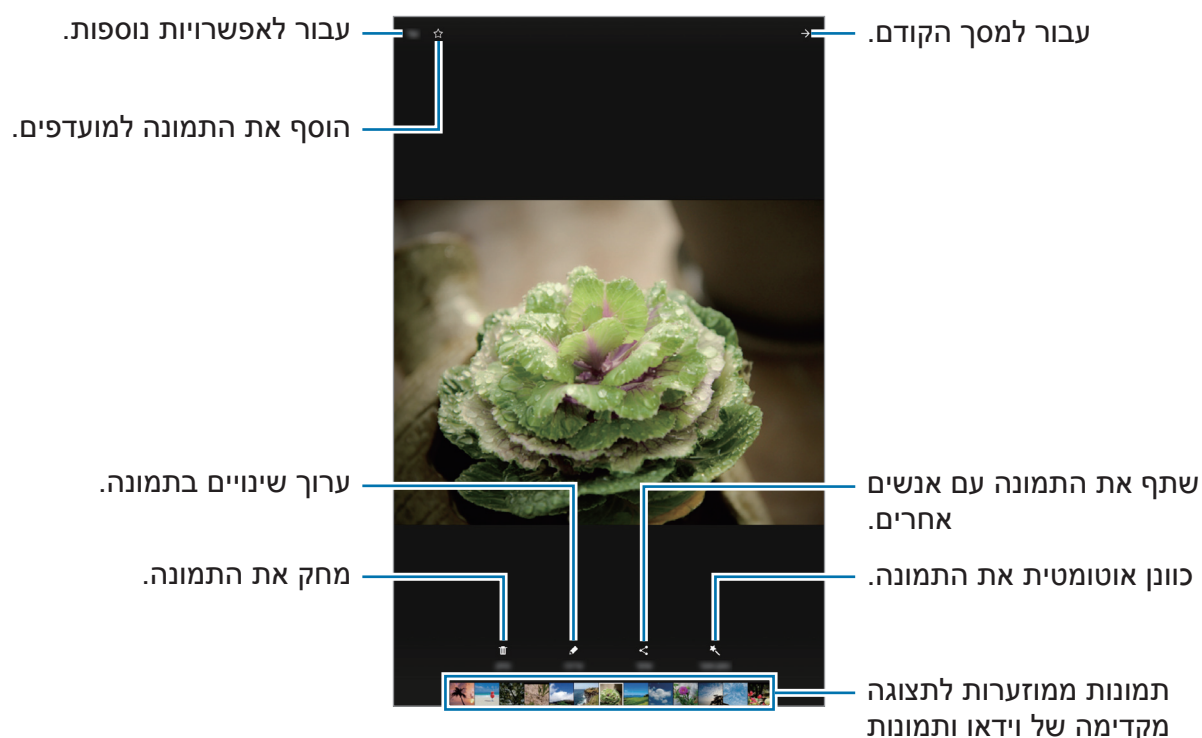 עבור למסך הקודם.
עבור לאפשרויות נוספות.
הוסף את התמונה למועדפים.
שתף את התמונה עם אנשים
אחרים.
ערוך שינויים בתמונה.
כוונן אוטומטית את התמונה.
מחק את התמונה.
תמונות ממוזערות לתצוגה
מקדימה של וידאו ותמונות